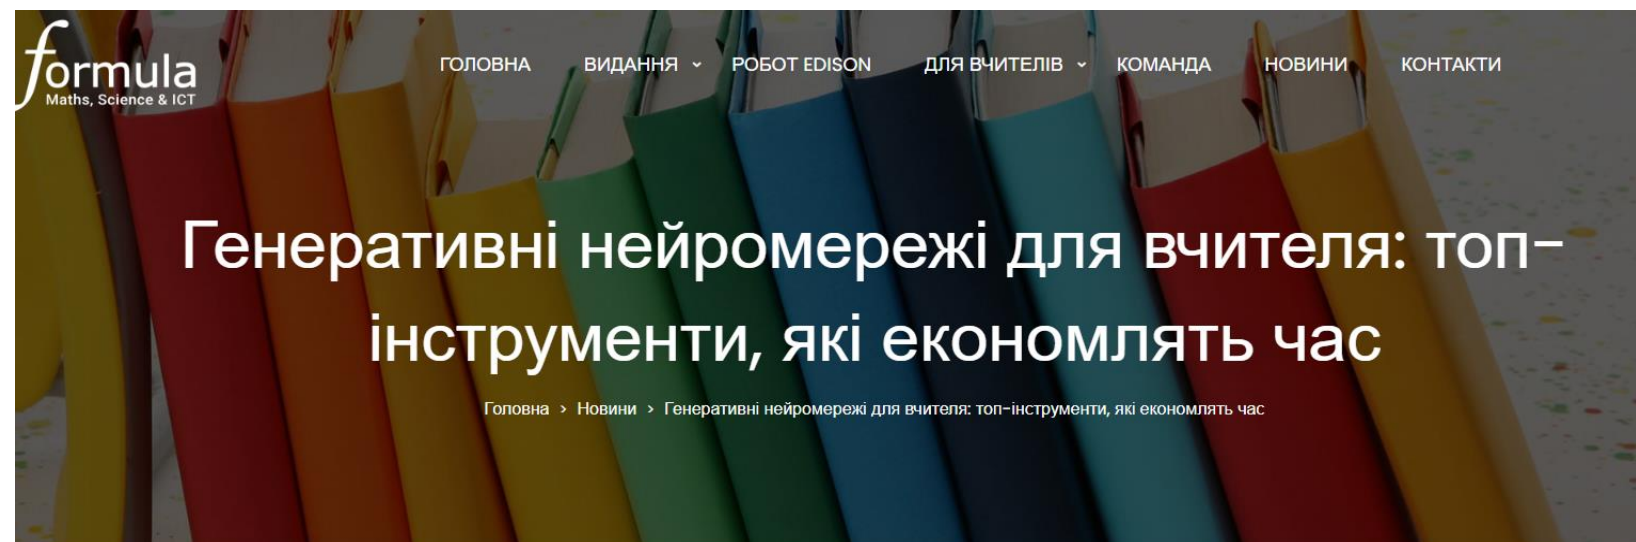 formula
Maths, Science & ICT
ГОЛОВНА ВИДАННЯ РОБОТ EDISON ДЛЯ ВЧИТЕЛІВ КОМАНДА НОВИНИ КОНТАКТИ
Генеративні нейромережі для вчителя: топ-
інструменти, які економлять час
Головна > Новини > Генеративні нейромережі для вчителя: топ-інструменти, які економлять час